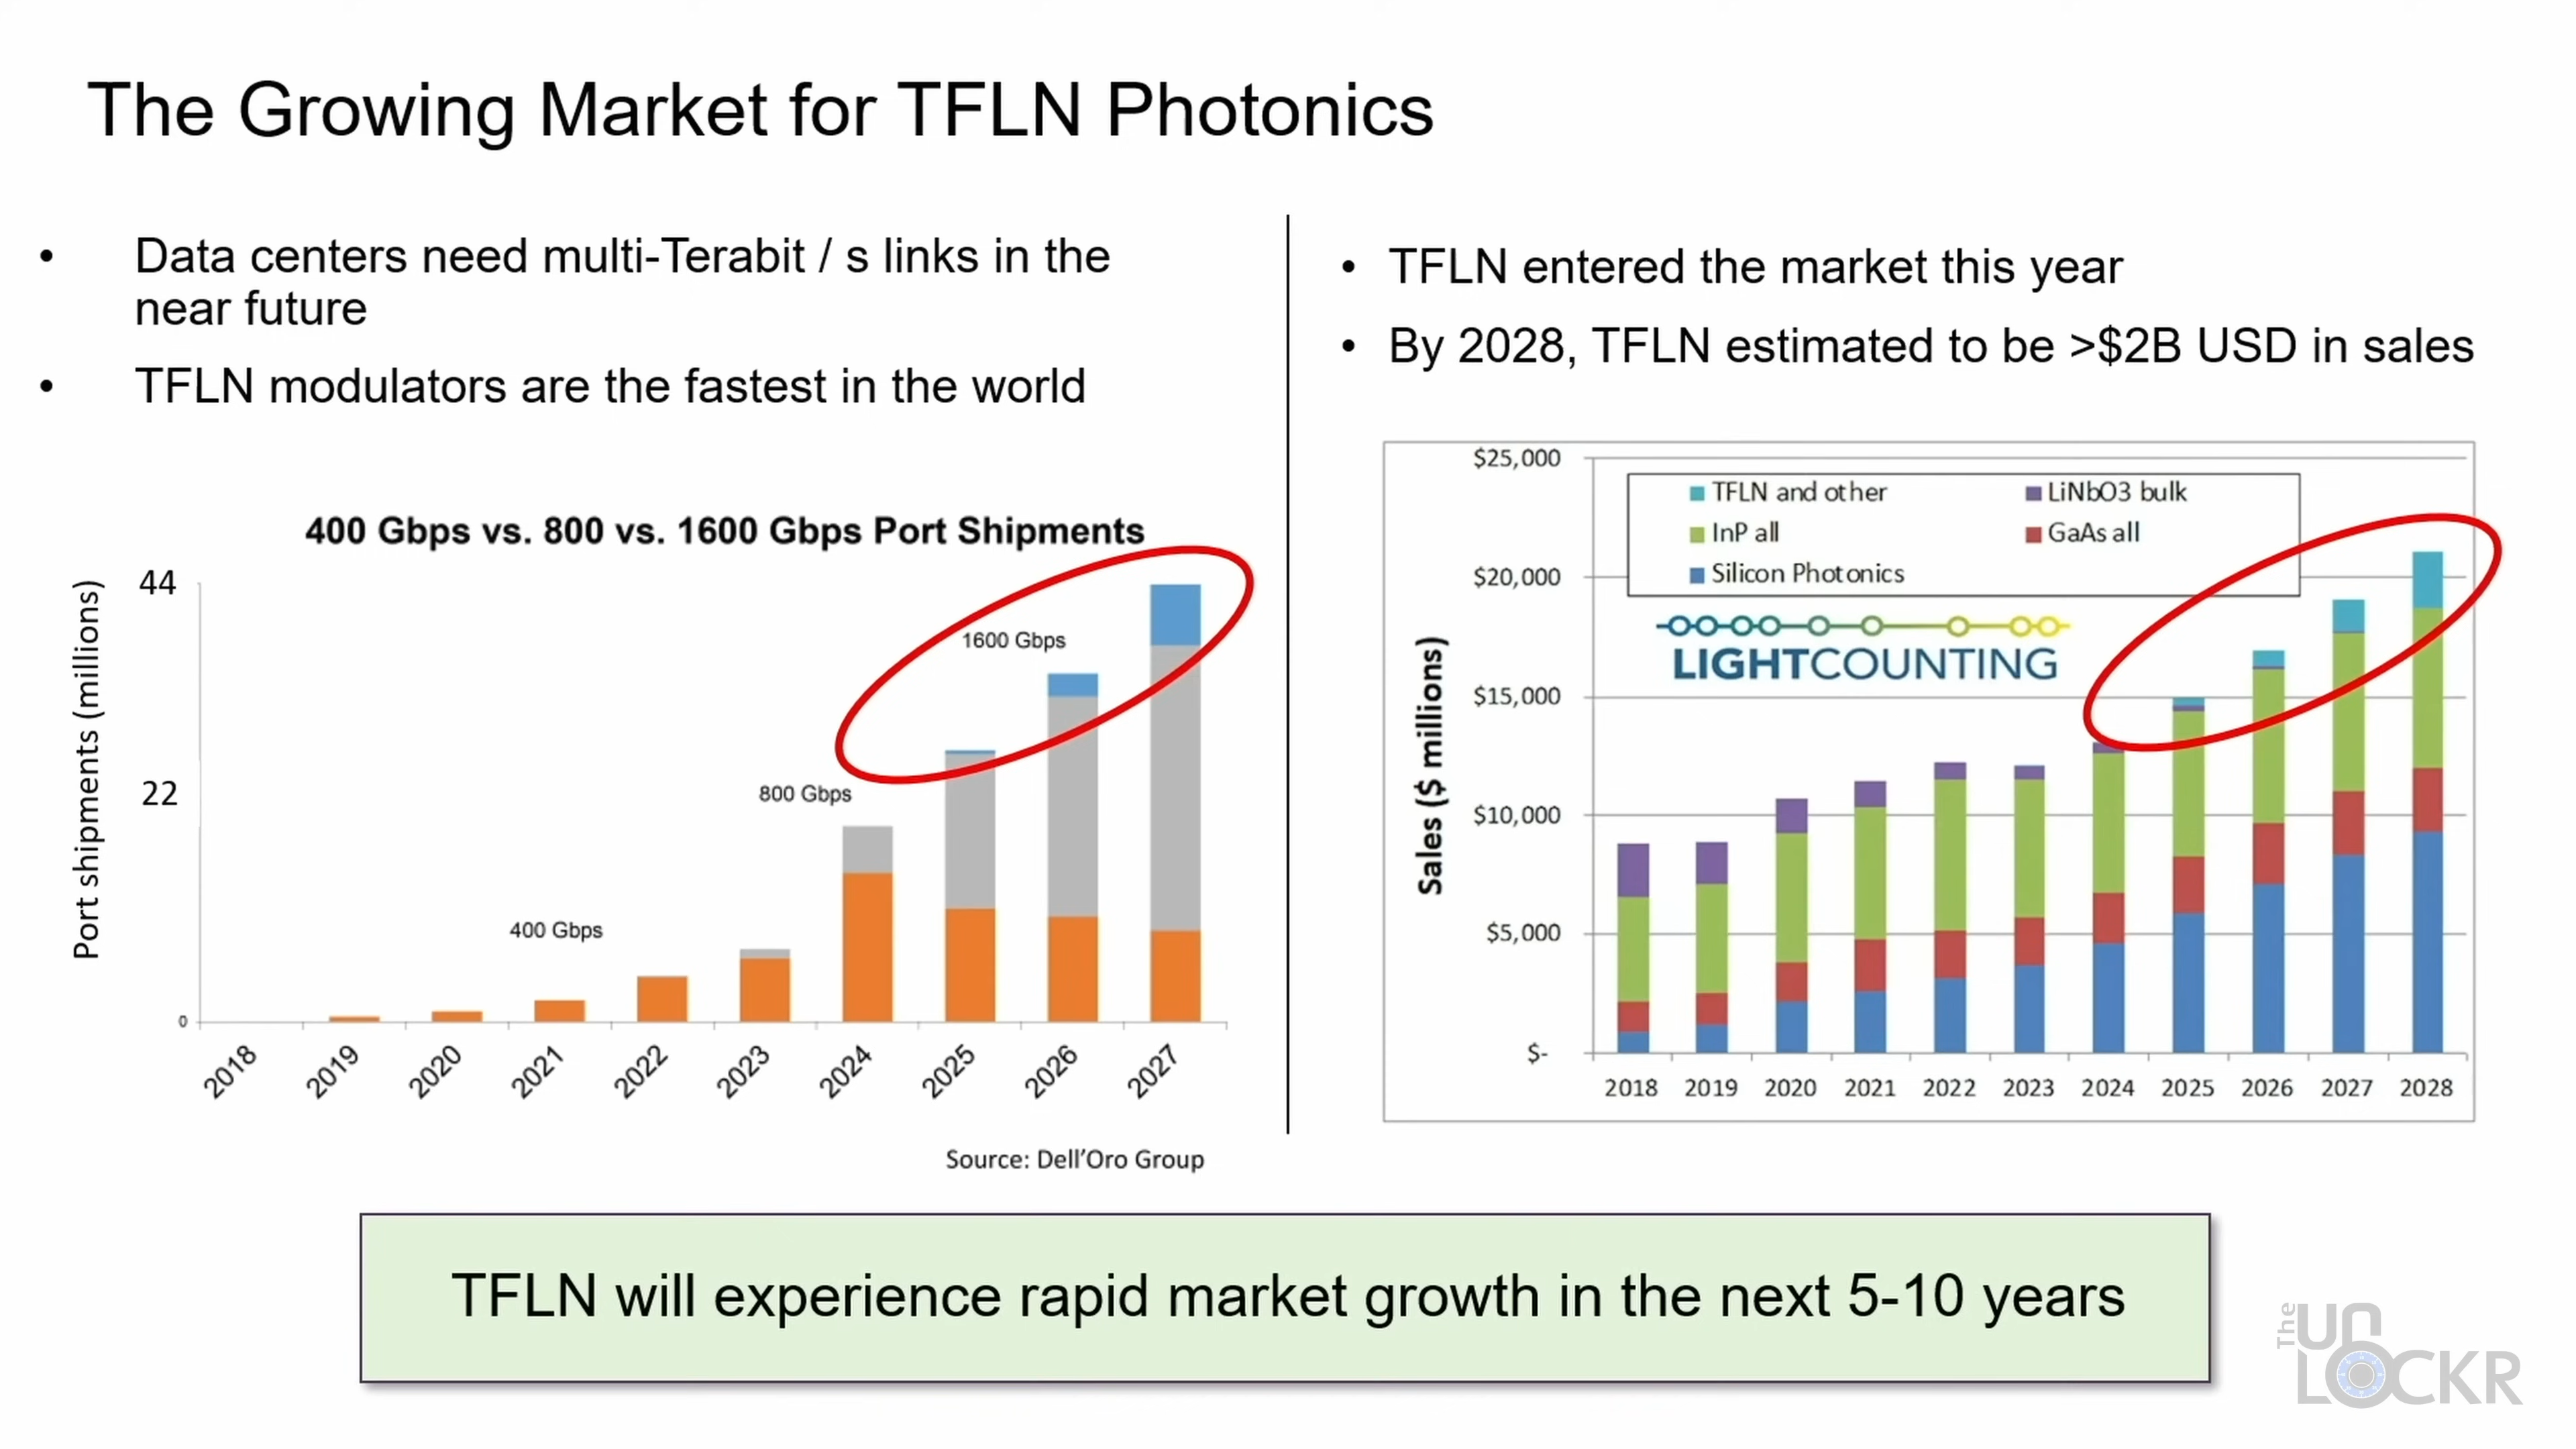 The Growing Market for TFLN Photonics
• Data centers need multi-Terabit / s links in the
near future
• TFLN modulators are the fastest in the world
• TFLN entered the market this year
• By 2028, TFLN estimated to be >$2B USD in sales
400 Gbps vs. 800 vs. 1600 Gbps Port Shipments
Port shipments (millions)
44
22
0
1600 Gbps
800 Gbps
400 Gbps
2018 2019 2020 2021 2022 2023 2024 2025 2026 2027
Source: Dell'Oro Group
Sales ($ millions)
$25,000
$20,000
$15,000
$10,000
$5,000
$-
TFLN and other LiNbO3 bulk
InP all GaAs all
Silicon Photonics
LIGHTCOUNTING
2018 2019 2020 2021 2022 2023 2024 2025 2026 2027 2028
TFLN will experience rapid market growth in the next 5-10 years
The
UN
LOCKR